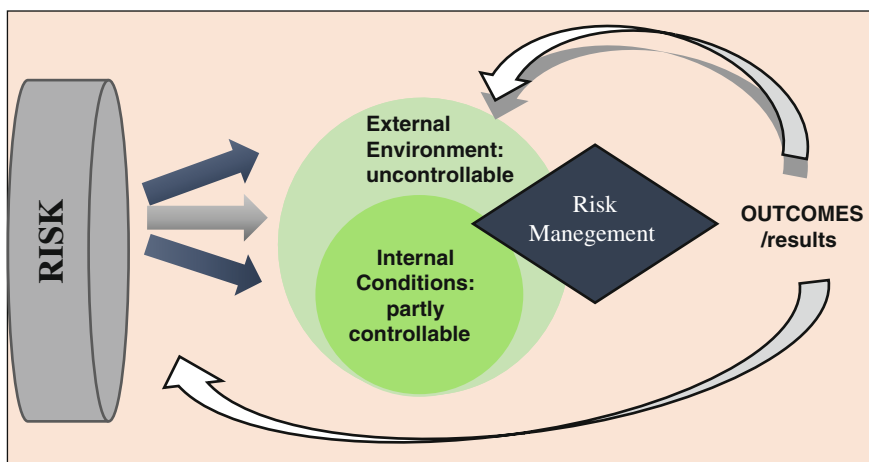 RISK
External
Environment:
uncontrollable
Internal
Conditions:
partly
controllable
Risk
Manegement
OUTCOMES
/results